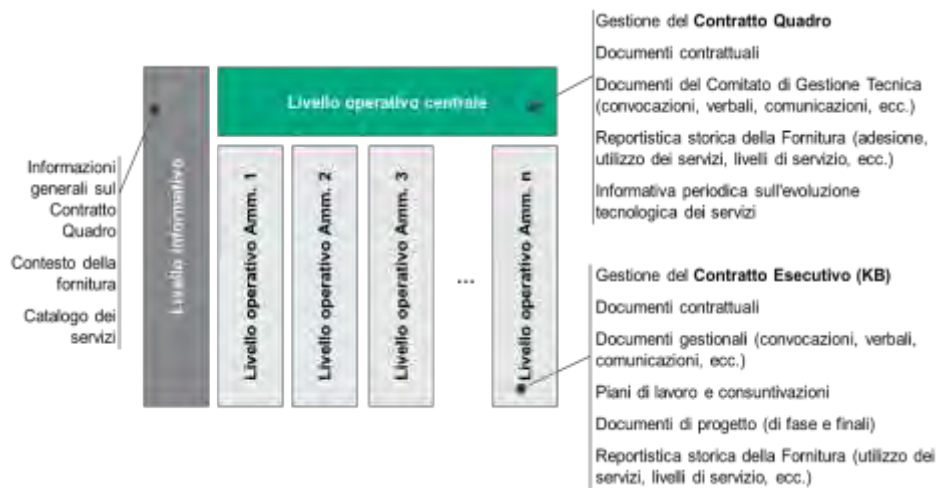 Informazioni
generali sul
Contratto
Quadro
Contesto della
fornitura
Catalogo dei
servizi
Livello informativo
Livello operativo centrale
Livello operativo Amm. 1
Livello operativo Amm. 2
Livello operativo Amm. 3
...
Livello operativo Amm. n
Gestione del Contratto Quadro
Documenti contrattuali
Documenti del Comitato di Gestione Tecnica
(convocazioni, verbali, comunicazioni, ecc.)
Reportistica storica della Fornitura (adesione,
utilizzo dei servizi, livelli di servizio, ecc.)
Informativa periodica sull'evoluzione
tecnologica dei servizi
Gestione del Contratto Esecutivo (KB)
Documenti contrattuali
Documenti gestionali (convocazioni, verbali,
comunicazioni, ecc.)
Piani di lavoro e consuntivazioni
Documenti di progetto (di fase e finali)
Reportistica storica della Fornitura (utilizzo dei
servizi, livelli di servizio, ecc.)